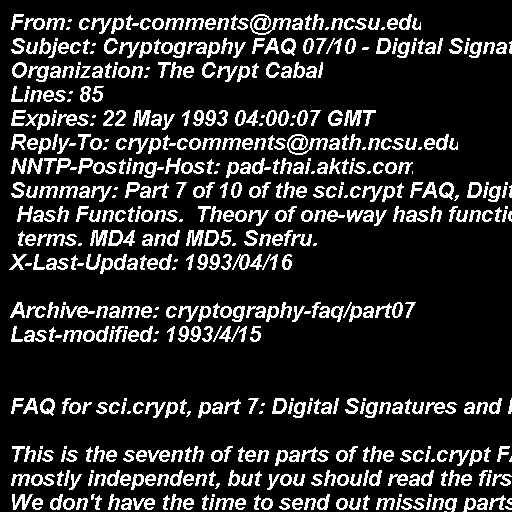 From: crypt-comments@math.ncsu.edu
Subject: Cryptography FAQ 07/10 - Digital Signat
Organization: The Crypt Cabal
Lines: 85
Expires: 22 May 1993 04:00:07 GMT
Reply-To: crypt-comments@math.ncsu.edu
NNTP-Posting-Host: pad-thai.aktis.com
Summary: Part 7 of 10 of the sci.crypt FAQ, Digit
Hash Functions.  Theory of one-way hash functio
terms. MD4 and MD5. Snefru.
X-Last-Updated: 1993/04/16

Archive-name: cryptography-faq/part07
Last-modified: 1993/4/15

FAQ for sci.crypt, part 7: Digital Signatures and

This is the seventh of ten parts of the sci.crypt F
mostly independent, but you should read the firs
We don't have the time to send out missing parts